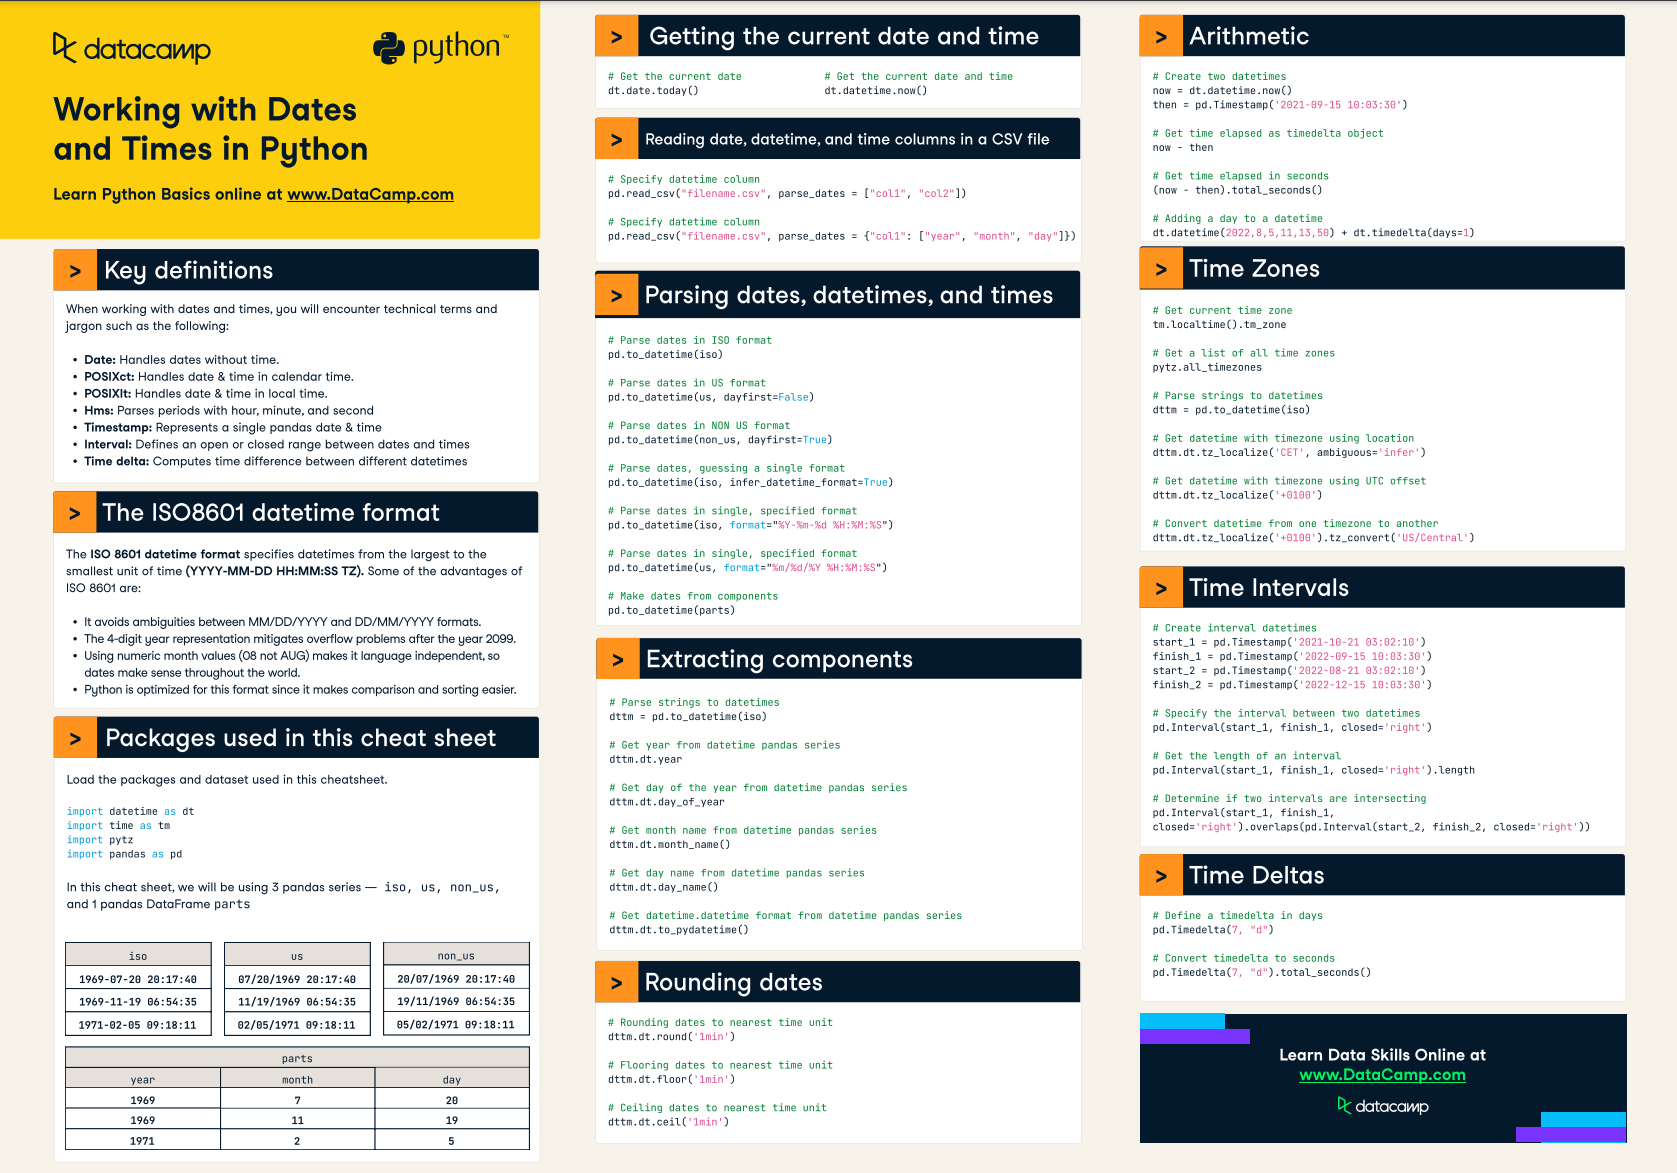 datacamp
python™
Working with Dates
and Times in Python
Learn Python Basics online at www.DataCamp.com
> Key definitions
When working with dates and times, you will encounter technical terms and
jargon such as the following:
• Date: Handles dates without time.
• POSIXct: Handles date & time in calendar time.
• POSIXlt: Handles date & time in local time.
• Hms: Parses periods with hour, minute, and second
• Timestamp: Represents a single pandas date & time
• Interval: Defines an open or closed range between dates and times
• Time delta: Computes time difference between different datetimes
> The ISO8601 datetime format
The ISO 8601 datetime format specifies datetimes from the largest to the
smallest unit of time (YYYY-MM-DD HH:MM:SS TZ). Some of the advantages of
ISO 8601 are:
• It avoids ambiguities between MM/DD/YYYY and DD/MM/YYYY formats.
• The 4-digit year representation mitigates overflow problems after the year 2099.
• Using numeric month values (08 not AUG) makes it language independent, so
dates make sense throughout the world.
• Python is optimized for this format since it makes comparison and sorting easier.
> Packages used in this cheat sheet
Load the packages and dataset used in this cheatsheet.
import datetime as dt
import time as tm
import pytz
import pandas as pd
In this cheat sheet, we will be using 3 pandas series — iso, us, non_us,
and 1 pandas DataFrame parts
iso
1969-07-20 20:17:40
1969-11-19 06:54:35
1971-02-05 09:18:11
us
07/20/1969 20:17:40
11/19/1969 06:54:35
02/05/1971 09:18:11
non_us
20/07/1969 20:17:40
19/11/1969 06:54:35
05/02/1971 09:18:11
parts
year month day
1969 7 20
1969 11 19
1971 2 5
> Getting the current date and time
# Get the current date
dt.date.today()
# Get the current date and time
dt.datetime.now()
> Reading date, datetime, and time columns in a CSV file
# Specify datetime column
pd.read_csv("filename.csv", parse_dates = ["col1", "col2"])
# Specify datetime column
pd.read_csv("filename.csv", parse_dates = {"col1": ["year", "month", "day"]})
> Parsing dates, datetimes, and times
# Parse dates in ISO format
pd.to_datetime(iso)
# Parse dates in US format
pd.to_datetime(us, dayfirst=False)
# Parse dates in NON US format
pd.to_datetime(non_us, dayfirst=True)
# Parse dates, guessing a single format
pd.to_datetime(iso, infer_datetime_format=True)
# Parse dates in single, specified format
pd.to_datetime(iso, format="%Y-%m-%d %H:%M:%S")
# Parse dates in single, specified format
pd.to_datetime(us, format="%m/%d/%Y %H:%M:%S")
# Make dates from components
pd.to_datetime(parts)
> Extracting components
# Parse strings to datetimes
dttm = pd.to_datetime(iso)
# Get year from datetime pandas series
dttm.dt.year
# Get day of the year from datetime pandas series
dttm.dt.day_of_year
# Get month name from datetime pandas series
dttm.dt.month_name()
# Get day name from datetime pandas series
dttm.dt.day_name()
# Get datetime.datetime format from datetime pandas series
dttm.dt.to_pydatetime()
> Rounding dates
# Rounding dates to nearest time unit
dttm.dt.round('1min')
# Flooring dates to nearest time unit
dttm.dt.floor('1min')
# Ceiling dates to nearest time unit
dttm.dt.ceil('1min')
> Arithmetic
# Create two datetimes
now = dt.datetime.now()
then = pd.Timestamp('2021-09-15 10:03:30')
# Get time elapsed as timedelta object
now - then
# Get time elapsed in seconds
(now - then).total_seconds()
# Adding a day to a datetime
dt.datetime(2022,8,5,11,13,50) + dt.timedelta(days=1)
> Time Zones
# Get current time zone
tm.localtime().tm_zone
# Get a list of all time zones
pytz.all_timezones
# Parse strings to datetimes
dttm = pd.to_datetime(iso)
# Get datetime with timezone using location
dttm.dt.tz_localize('CET', ambiguous='infer')
# Get datetime with timezone using UTC offset
dttm.dt.tz_localize('+0100')
# Convert datetime from one timezone to another
dttm.dt.tz_localize('+0100').tz_convert('US/Central')
> Time Intervals
# Create interval datetimes
start_1 = pd.Timestamp('2021-10-21 03:02:10')
finish_1 = pd.Timestamp('2022-09-15 10:03:30')
start_2 = pd.Timestamp('2022-08-21 03:02:10')
finish_2 = pd.Timestamp('2022-12-15 10:03:30')
# Specify the interval between two datetimes
pd.Interval(start_1, finish_1, closed='right')
# Get the length of an interval
pd.Interval(start_1, finish_1, closed='right').length
# Determine if two intervals are intersecting
pd.Interval(start_1, finish_1,
closed='right').overlaps(pd.Interval(start_2, finish_2, closed='right'))
> Time Deltas
# Define a timedelta in days
pd.Timedelta(7, "d")
# Convert timedelta to seconds
pd.Timedelta(7, "d").total_seconds()
Learn Data Skills Online at
www.DataCamp.com
datacamp